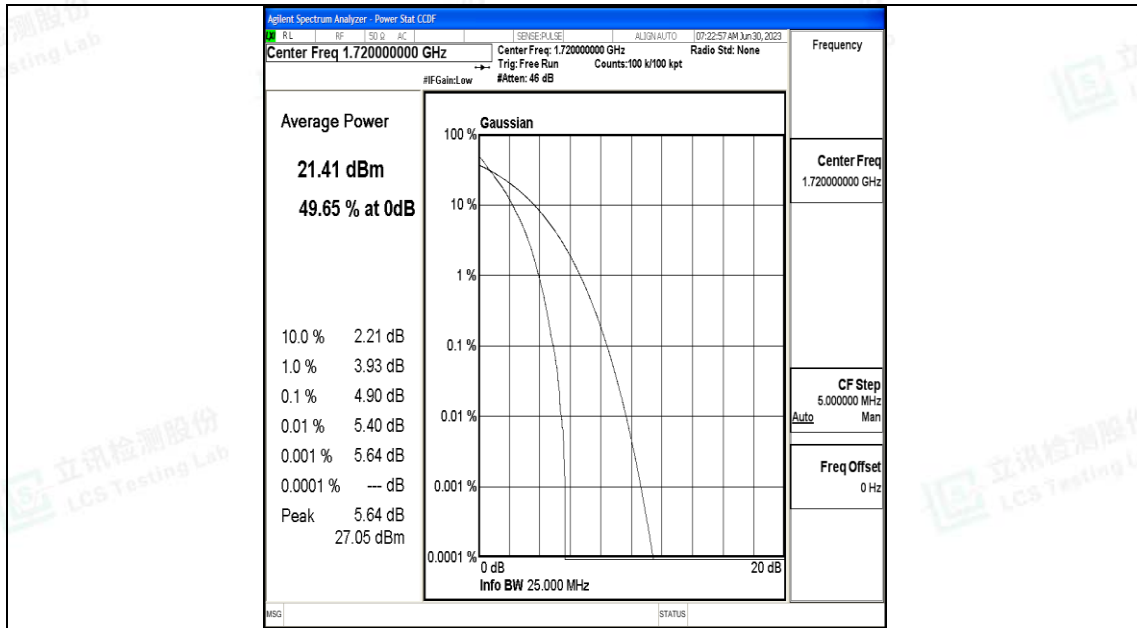 Agilent Spectrum Analyzer - Power Stat CCDF
LXI RL RF 50 Ω AC SENSE:PULSE ALIGN AUTO 07:22:57 AM Jun 30, 2023
Center Freq 1.720000000 GHz
Center Freq: 1.720000000 GHz Radio Std: None
Trig: Free Run Counts:100 k/100 kpt
#IFGain:Low #Atten: 46 dB
Frequency
Average Power
21.41 dBm
49.65 % at 0dB
10.0 % 2.21 dB
1.0 % 3.93 dB
0.1 % 4.90 dB
0.01 % 5.40 dB
0.001 % 5.64 dB
0.0001 % --- dB
Peak 5.64 dB
27.05 dBm
Gaussian
100 %
10 %
1 %
0.1 %
0.01 %
0.001 %
0.0001 %
0 dB 20 dB
Info BW 25.000 MHz
Center Freq
1.720000000 GHz
CF Step
5.000000 MHz
Auto Man
Freq Offset
0 Hz
MSG STATUS
立讯检测股份
LCS Testing Lab
立讯检测股份